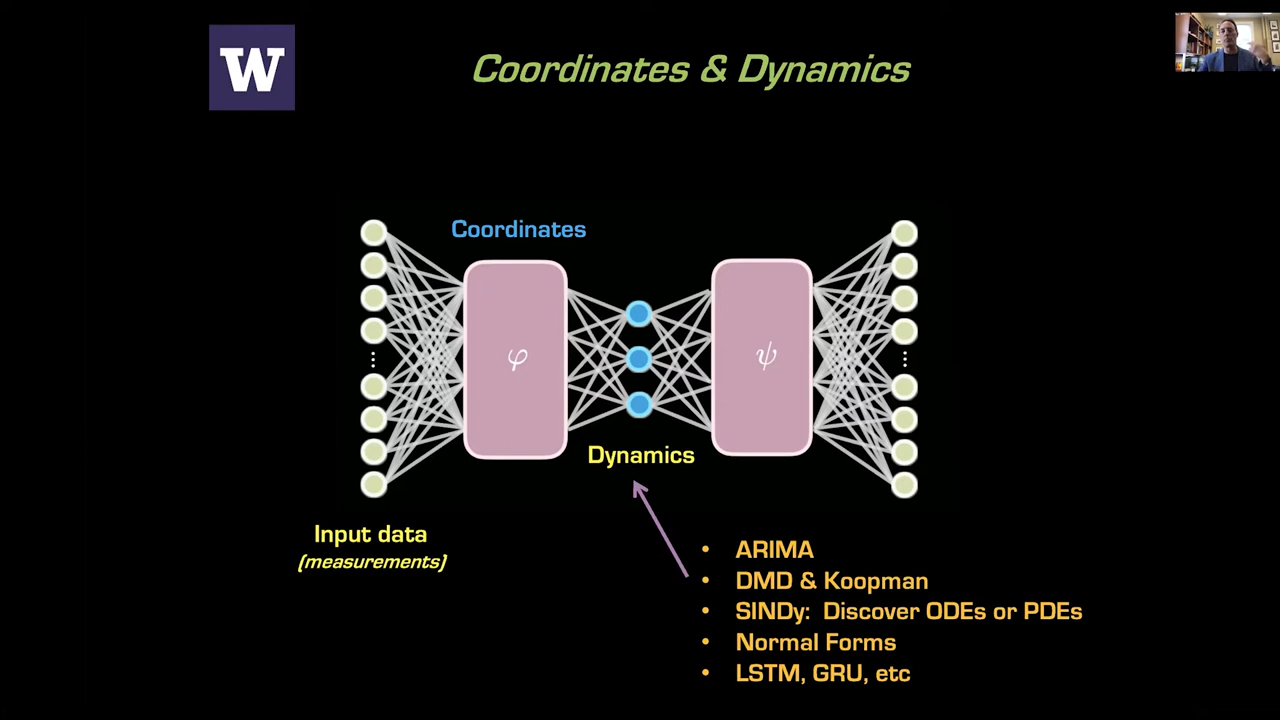 W
Coordinates & Dynamics
Coordinates
φ
ψ
Dynamics
Input data
(measurements)
• ARIMA
• DMD & Koopman
• SINDy: Discover ODEs or PDEs
• Normal Forms
• LSTM, GRU, etc